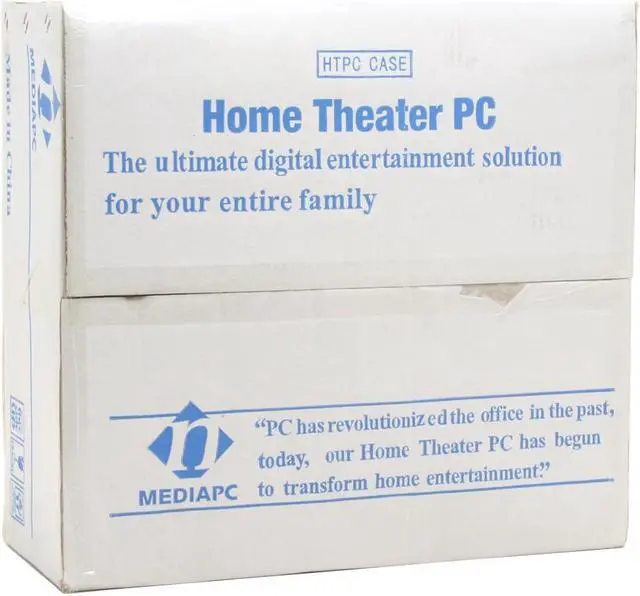 HTPC CASE
Home Theater PC
The ultimate digital entertainment solution
for your entire family
"PC has revolutionized the office in the past,
today, our Home Theater PC has begun
to transform home entertainment."
MEDIAPC
MEDIAPC
Made in China